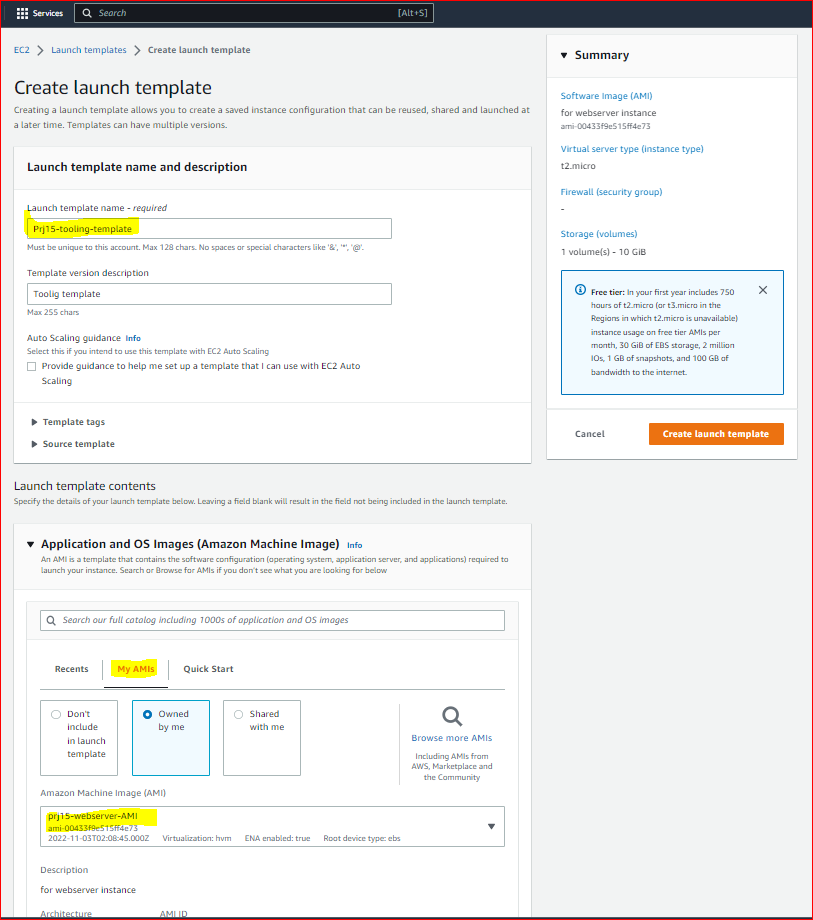 Services
Search [Alt+S]
EC2 > Launch templates > Create launch template
Create launch template
Creating a launch template allows you to create a saved instance configuration that can be reused, shared and launched at
a later time. Templates can have multiple versions.
Launch template name and description
Launch template name - required
Prj15-tooling-template
Must be unique to this account. Max 128 chars. No spaces or special characters like '&', '*', '@'.
Template version description
Toolig template
Max 255 chars
Auto Scaling guidance Info
Select this if you intend to use this template with EC2 Auto Scaling
Provide guidance to help me set up a template that I can use with EC2 Auto
Scaling
Template tags
Source template
Launch template contents
Specify the details of your launch template below. Leaving a field blank will result in the field not being included in the launch template.
Application and OS Images (Amazon Machine Image) Info
An AMI is a template that contains the software configuration (operating system, application server, and applications) required to
launch your instance. Search or Browse for AMIs if you don't see what you are looking for below
Search our full catalog including 1000s of application and OS images
Recents
My AMIs
Quick Start
Don't
include
in launch
template
Owned
by me
Shared
with me
Browse more AMIs
Including AMIs from
AWS, Marketplace and
the Community
Amazon Machine Image (AMI)
prj15-webserver-AMI
ami-00433f9e515ff4e73
2022-11-03T02:08:45.000Z Virtualization: hvm ENA enabled: true Root device type: ebs
Description
for webserver instance
Architecture AMI ID
Summary
Software Image (AMI)
for webserver instance
ami-00433f9e515ff4e73
Virtual server type (instance type)
t2.micro
Firewall (security group)
-
Storage (volumes)
1 volume(s) - 10 GiB
Free tier: In your first year includes 750
hours of t2.micro (or t3.micro in the
Regions in which t2.micro is unavailable)
instance usage on free tier AMIs per
month, 30 GiB of EBS storage, 2 million
IOs, 1 GB of snapshots, and 100 GB of
bandwidth to the internet.
Cancel
Create launch template